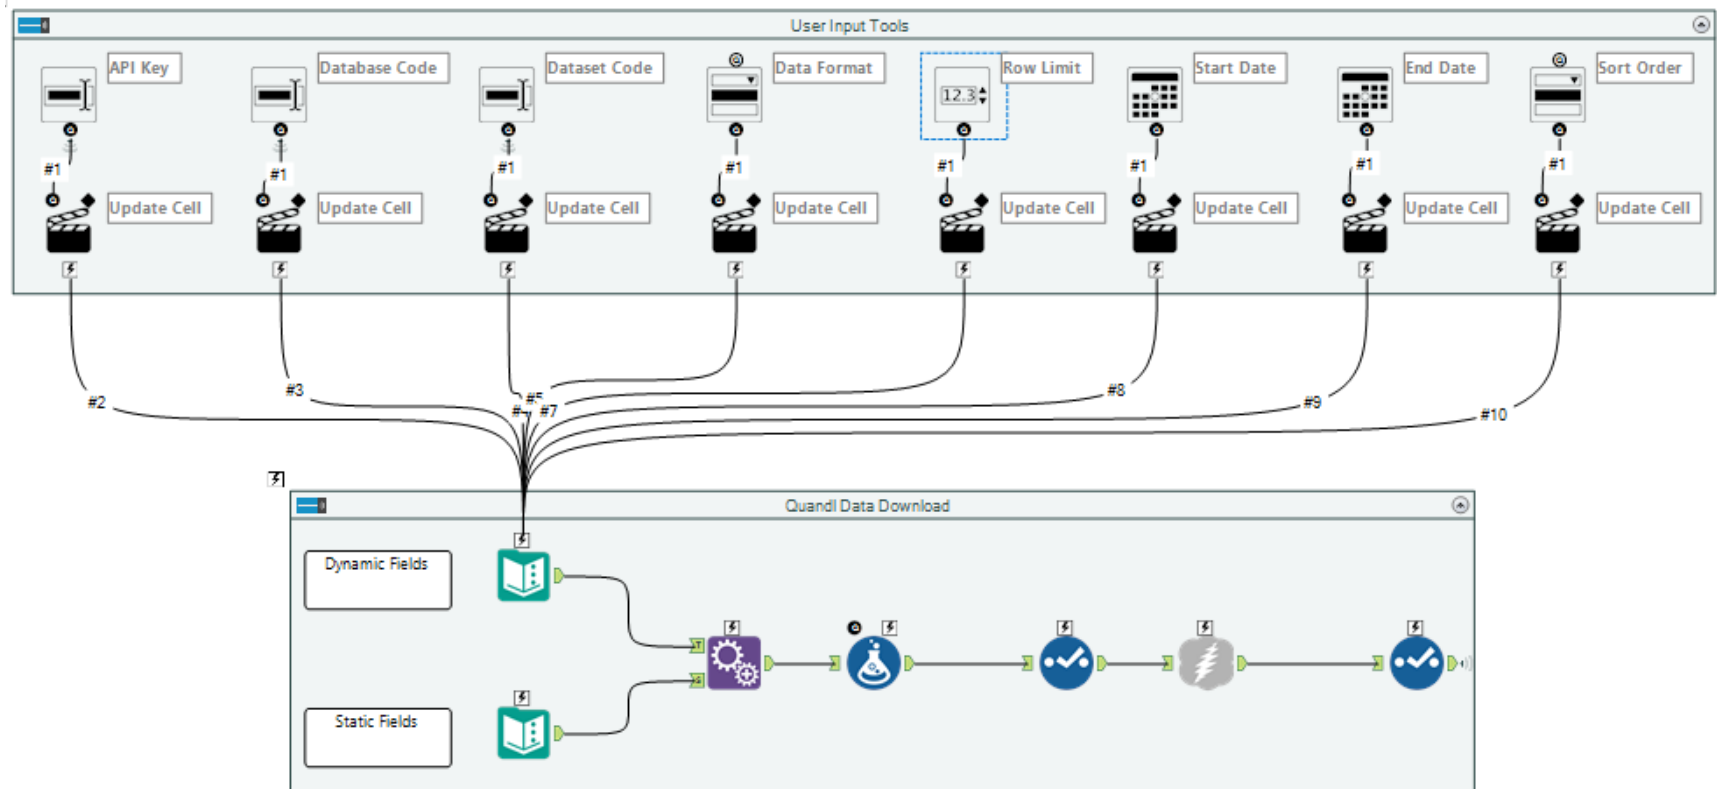 User Input Tools
API Key
Database Code
Dataset Code
Data Format
Row Limit
Start Date
End Date
Sort Order
12.3
#1
#1
#1
#1
#1
#1
#1
#1
Update Cell
Update Cell
Update Cell
Update Cell
Update Cell
Update Cell
Update Cell
Update Cell
#2
#3
#5
#7
#8
#9
#10
Quandl Data Download
Dynamic Fields
T
S
Static Fields